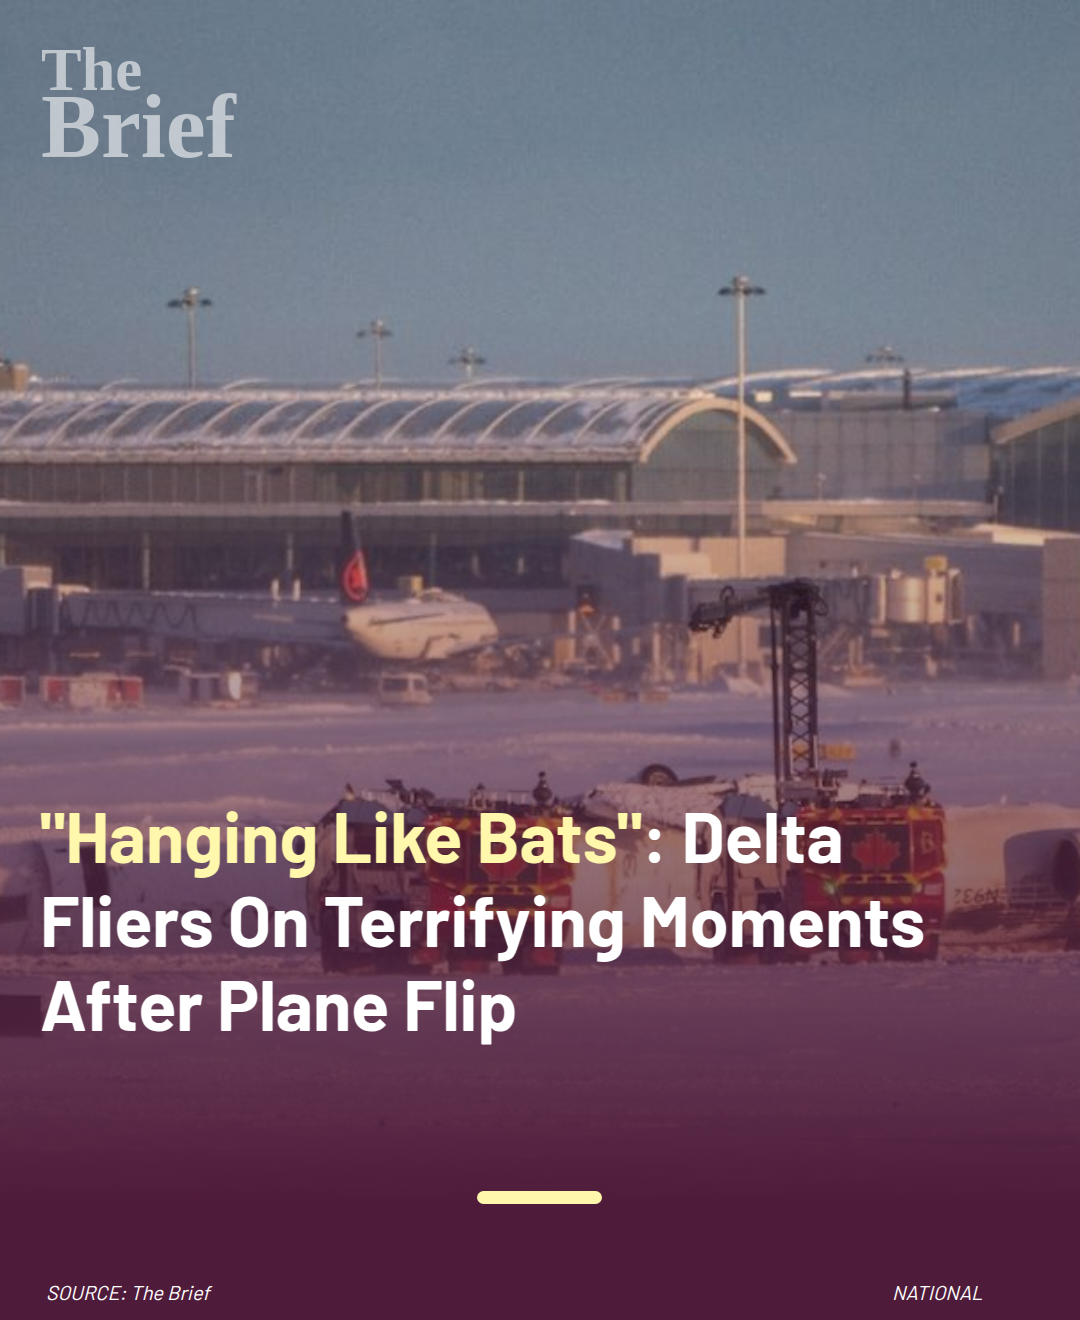 The
Brief
"Hanging Like Bats": Delta
Fliers On Terrifying Moments
After Plane Flip
SOURCE: The Brief
NATIONAL